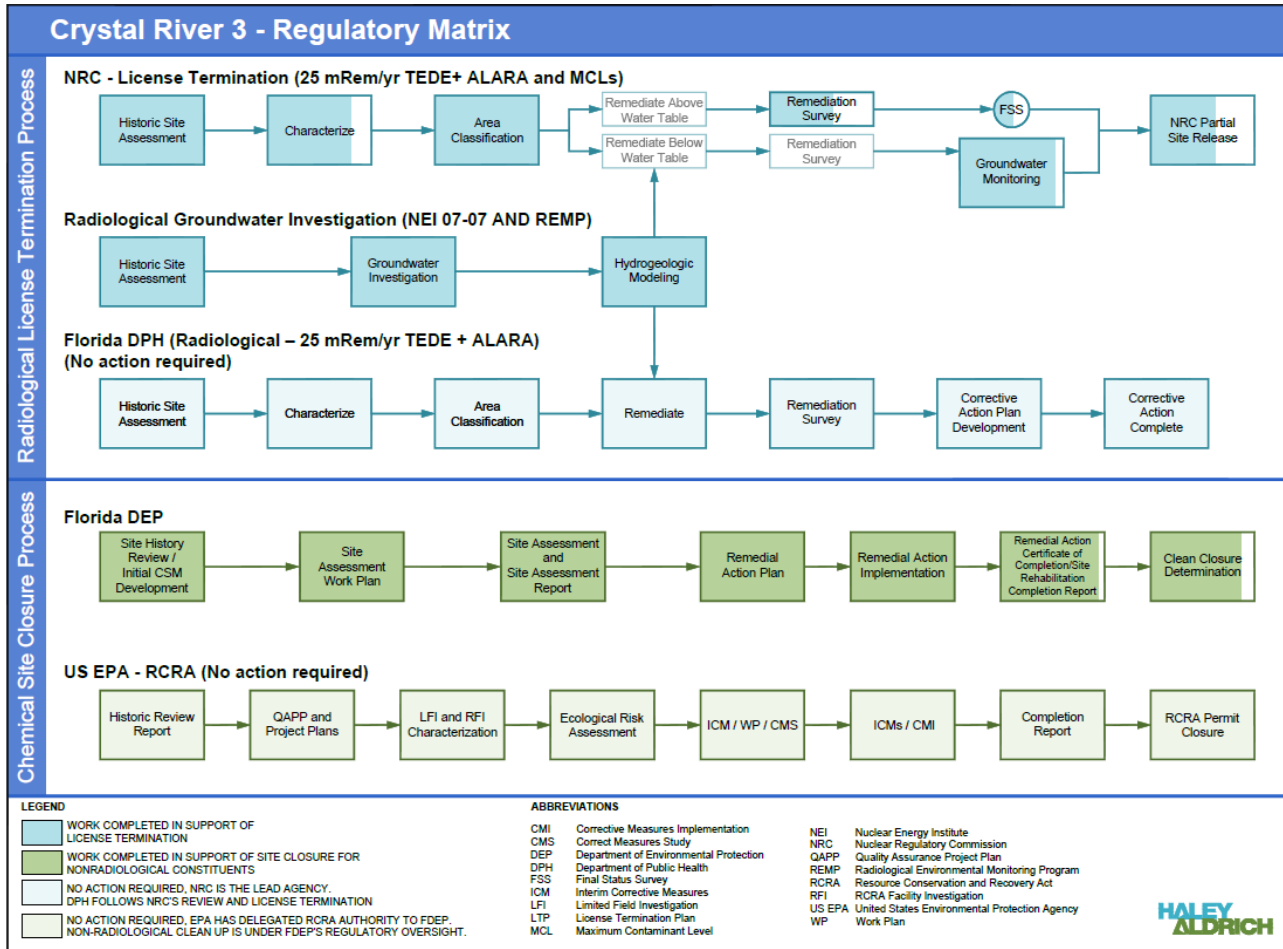 Crystal River 3 - Regulatory Matrix
Radiological License Termination Process
NRC - License Termination (25 mRem/yr TEDE+ ALARA and MCLs)
Historic Site
Assessment
Characterize
Area
Classification
Remediate Above
Water Table
Remediation
Survey
FSS
NRC Partial
Site Release
Remediate Below
Water Table
Remediation
Survey
Groundwater
Monitoring
Radiological Groundwater Investigation (NEI 07-07 AND REMP)
Historic Site
Assessment
Groundwater
Investigation
Hydrogeologic
Modeling
Florida DPH (Radiological – 25 mRem/yr TEDE + ALARA)
(No action required)
Historic Site
Assessment
Characterize
Area
Classification
Remediate
Remediation
Survey
Corrective
Action Plan
Development
Corrective
Action
Complete
Chemical Site Closure Process
Florida DEP
Site History
Review /
Initial CSM
Development
Site
Assessment
Work Plan
Site Assessment
and
Site Assessment
Report
Remedial
Action Plan
Remedial Action
Implementation
Remedial Action
Certificate of
Completion/Site
Rehabilitation
Completion Report
Clean Closure
Determination
US EPA - RCRA (No action required)
Historic Review
Report
QAPP and
Project Plans
LFI and RFI
Characterization
Ecological Risk
Assessment
ICM / WP / CMS
ICMs / CMI
Completion
Report
RCRA Permit
Closure
LEGEND
WORK COMPLETED IN SUPPORT OF
LICENSE TERMINATION
WORK COMPLETED IN SUPPORT OF SITE CLOSURE FOR
NONRADIOLOGICAL CONSTITUENTS
NO ACTION REQUIRED, NRC IS THE LEAD AGENCY.
DPH FOLLOWS NRC'S REVIEW AND LICENSE TERMINATION
NO ACTION REQUIRED, EPA HAS DELEGATED RCRA AUTHORITY TO FDEP.
NON-RADIOLOGICAL CLEAN UP IS UNDER FDEP'S REGULATORY OVERSIGHT.
ABBREVIATIONS
CMI Corrective Measures Implementation
CMS Correct Measures Study
DEP Department of Environmental Protection
DPH Department of Public Health
FSS Final Status Survey
ICM Interim Corrective Measures
LFI Limited Field Investigation
LTP License Termination Plan
MCL Maximum Contaminant Level
NEI Nuclear Energy Institute
NRC Nuclear Regulatory Commission
QAPP Quality Assurance Project Plan
REMP Radiological Environmental Monitoring Program
RCRA Resource Conservation and Recovery Act
RFI RCRA Facility Investigation
US EPA United States Environmental Protection Agency
WP Work Plan
HALEY
ALDRICH